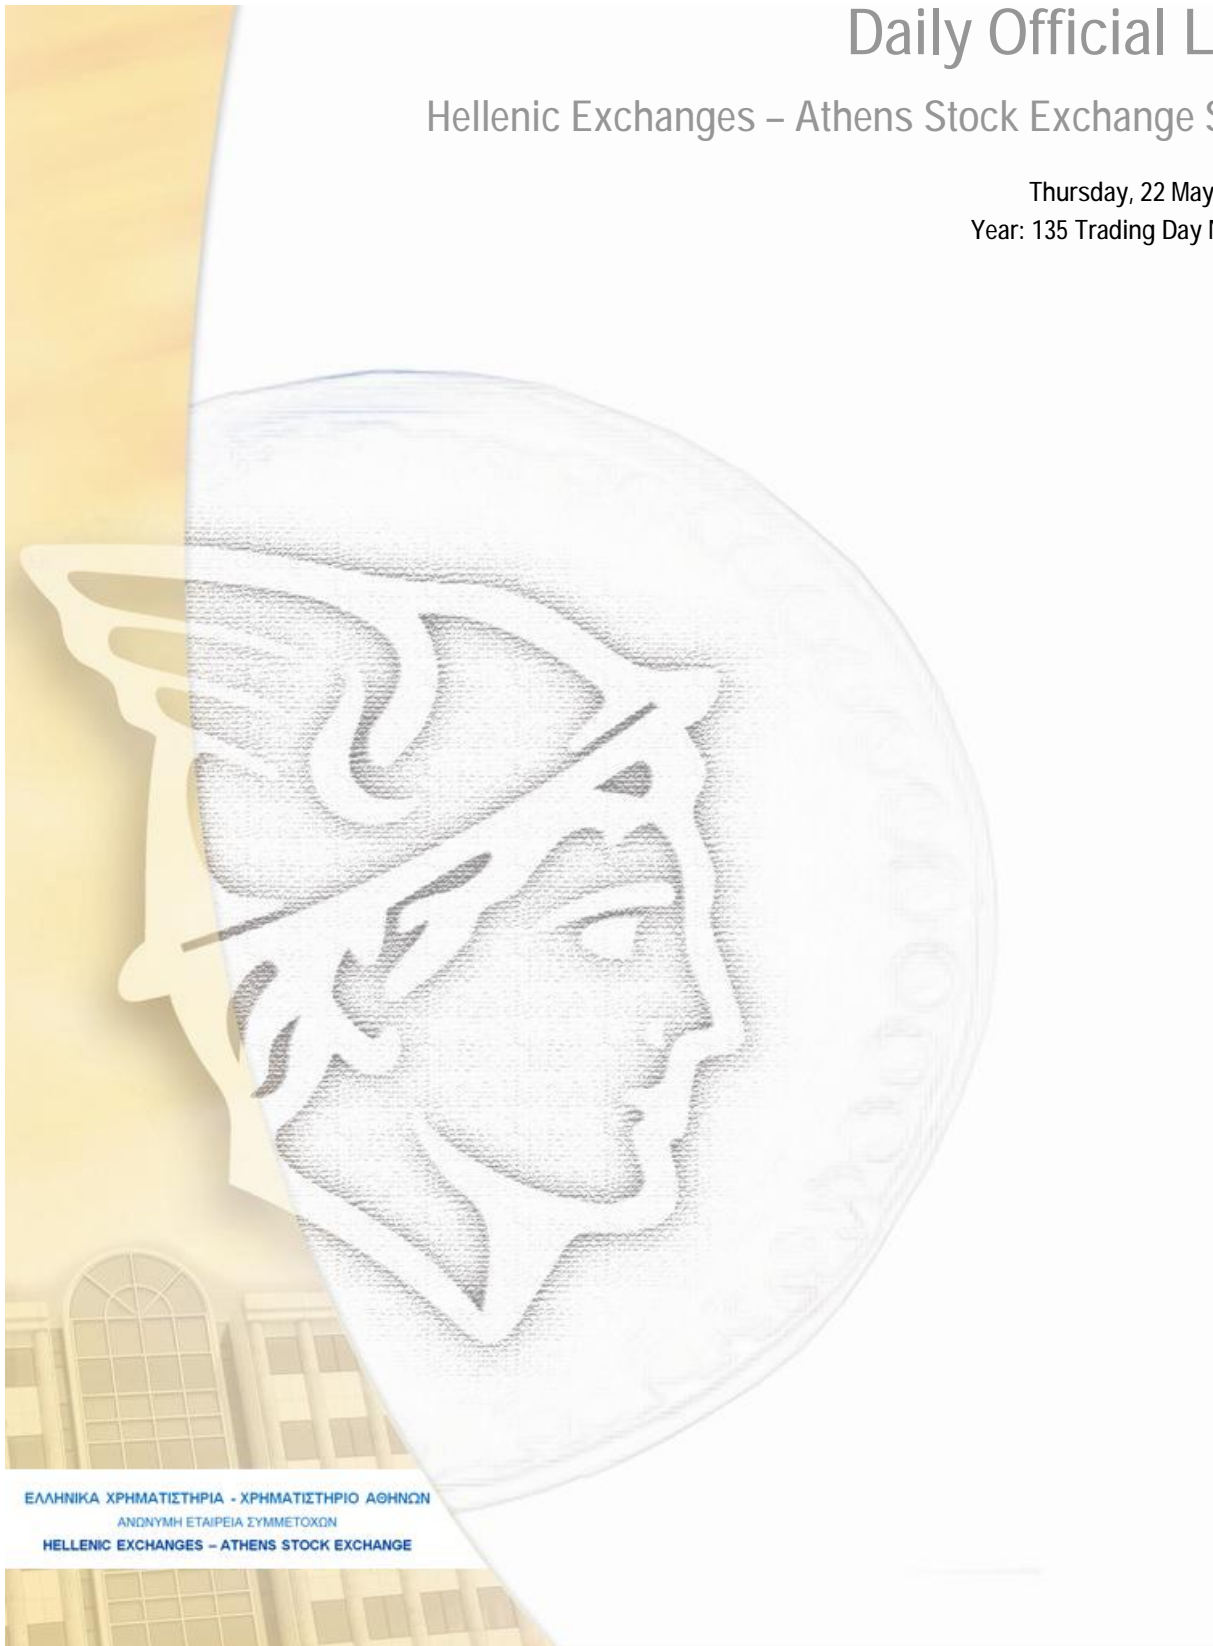 Daily Official L
Hellenic Exchanges – Athens Stock Exchange S
Thursday, 22 May
Year: 135 Trading Day N
ΕΛΛΗΝΙΚΑ ΧΡΗΜΑΤΙΣΤΗΡΙΑ - ΧΡΗΜΑΤΙΣΤΗΡΙΟ ΑΘΗΝΩΝ
ΑΝΩΝΥΜΗ ΕΤΑΙΡΕΙΑ ΣΥΜΜΕΤΟΧΩΝ
HELLENIC EXCHANGES – ATHENS STOCK EXCHANGE